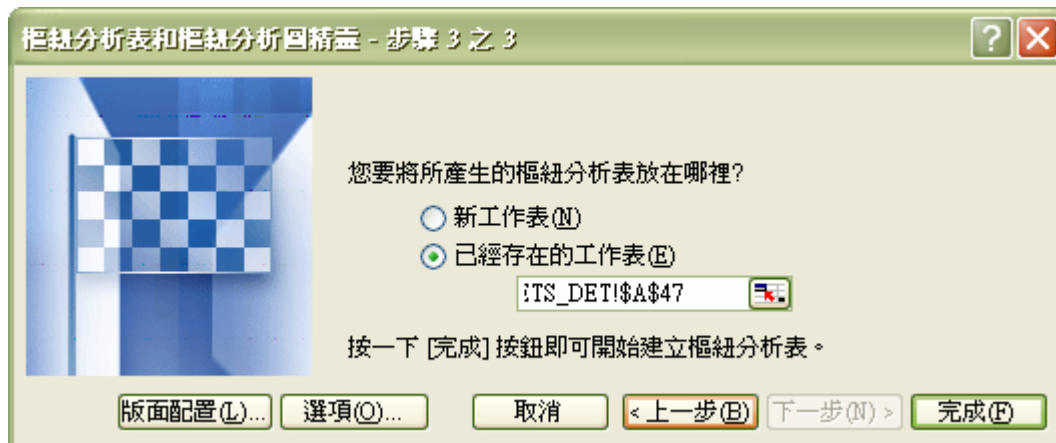 樞紐分析表和樞紐分析圖精靈 - 步驟 3 之 3
您要將所產生的樞紐分析表放在哪裡?
新工作表(N)
已經存在的工作表(E)
TS_DET!$A$47
按一下 [完成] 按鈕即可開始建立樞紐分析表。
版面配置(L)... 選項(O)... 取消 < 上一步(B) 下一步(N) > 完成(F)